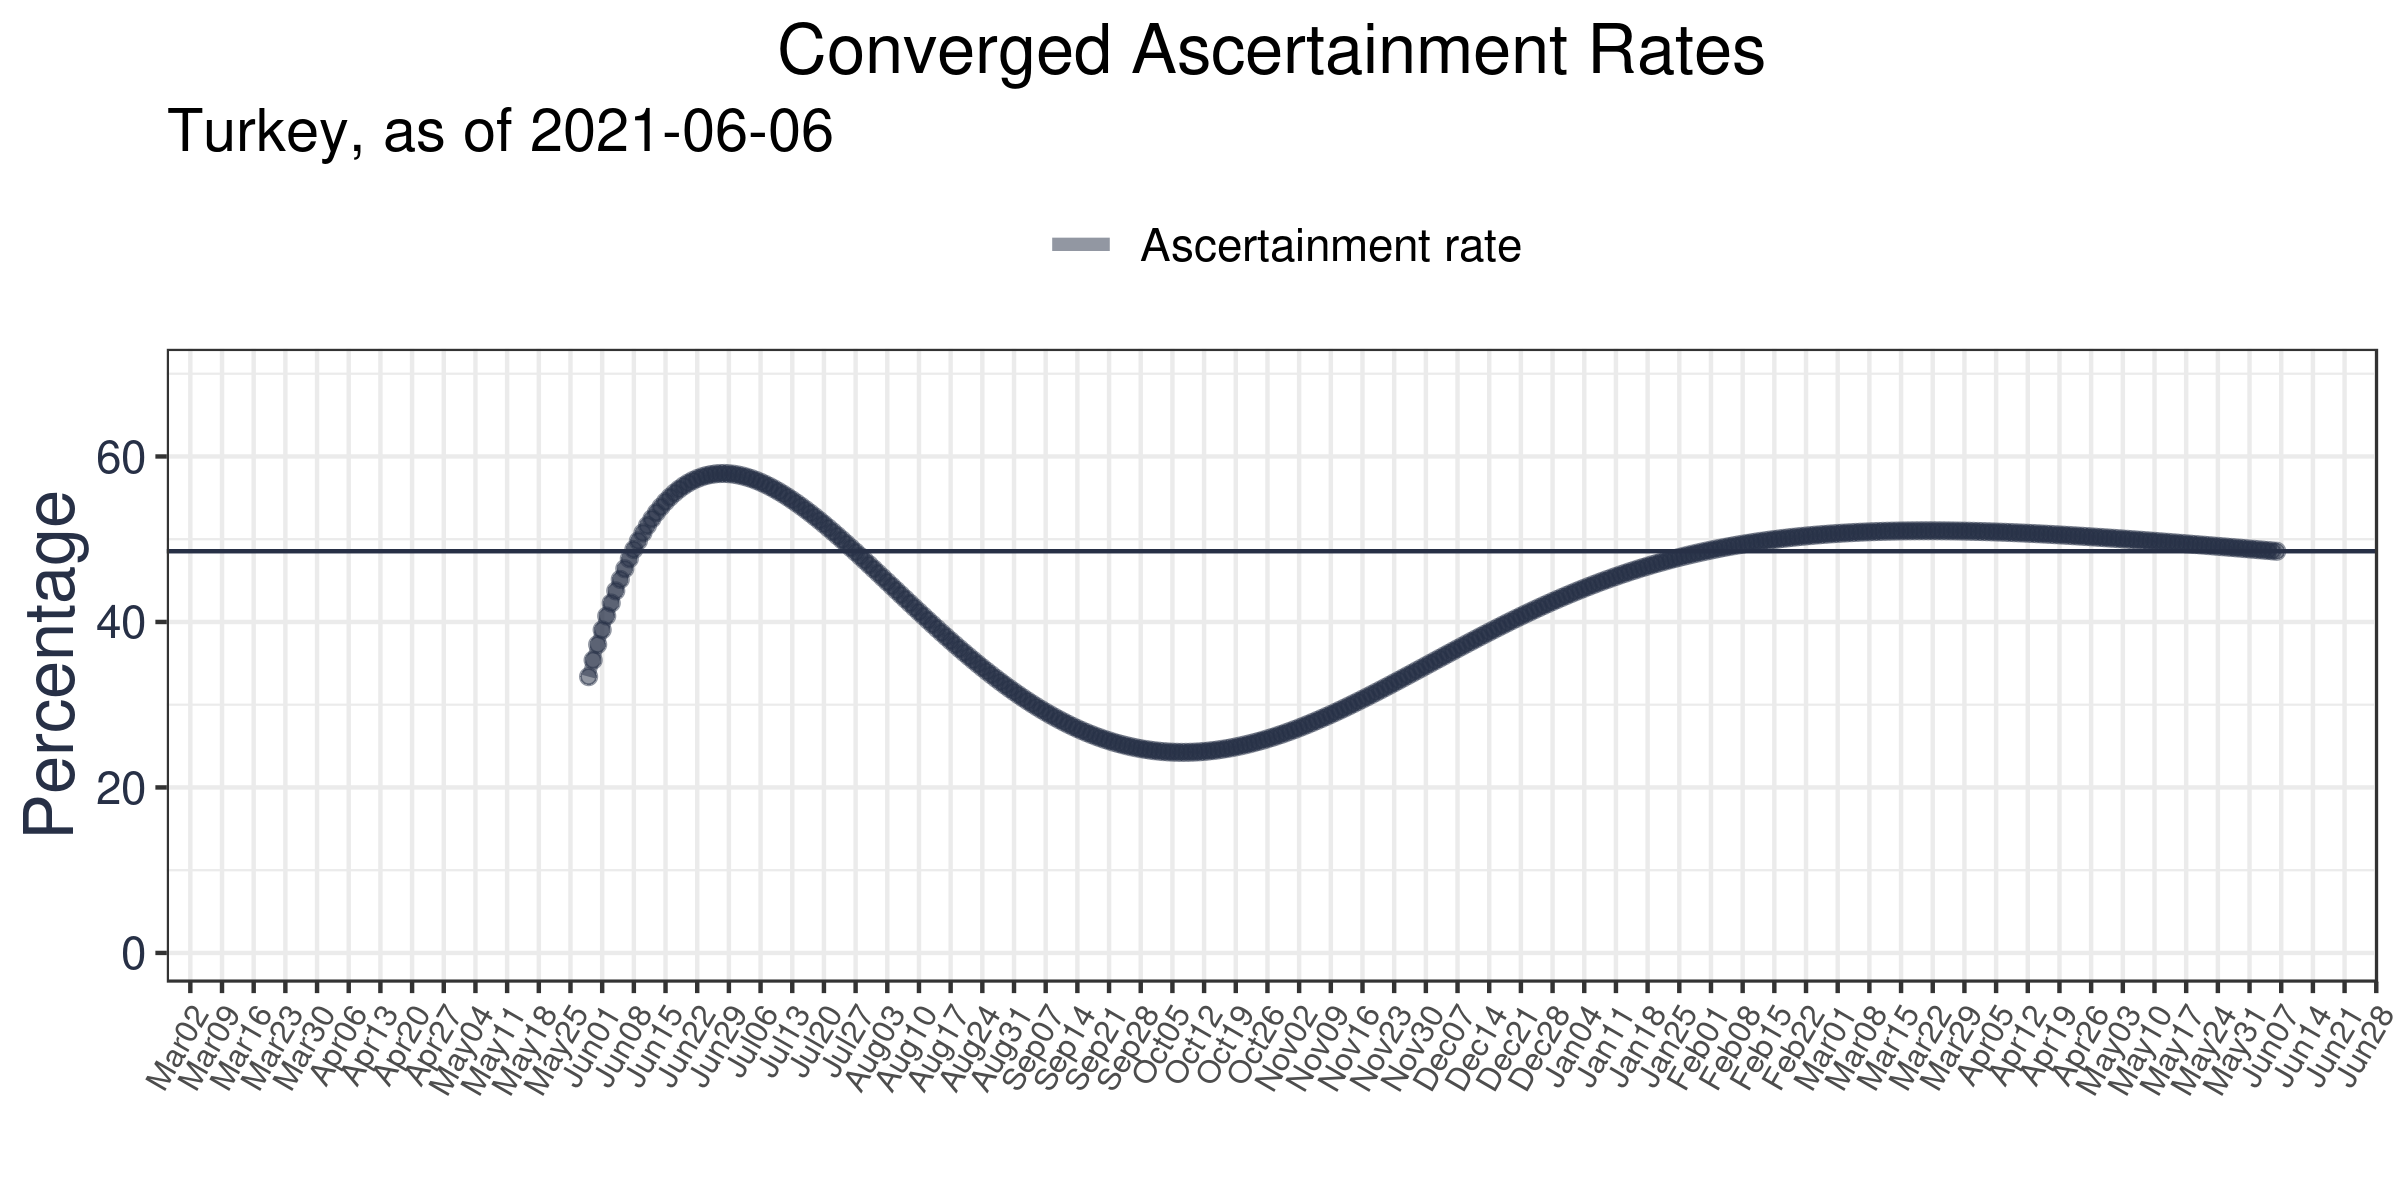 Converged Ascertainment Rates
Turkey, as of 2021-06-06
Ascertainment rate
Percentage
60
40
20
0
Mar02
Mar09
Mar16
Mar23
Mar30
Apr06
Apr13
Apr20
Apr27
May04
May11
May18
May25
Jun01
Jun08
Jun15
Jun22
Jun29
Jul06
Jul13
Jul20
Jul27
Aug03
Aug10
Aug17
Aug24
Aug31
Sep07
Sep14
Sep21
Sep28
Oct05
Oct12
Oct19
Oct26
Nov02
Nov09
Nov16
Nov23
Nov30
Dec07
Dec14
Dec21
Dec28
Jan04
Jan11
Jan18
Jan25
Feb01
Feb08
Feb15
Feb22
Mar01
Mar08
Mar15
Mar22
Mar29
Apr05
Apr12
Apr19
Apr26
May03
May10
May17
May24
May31
Jun07
Jun14
Jun21
Jun28